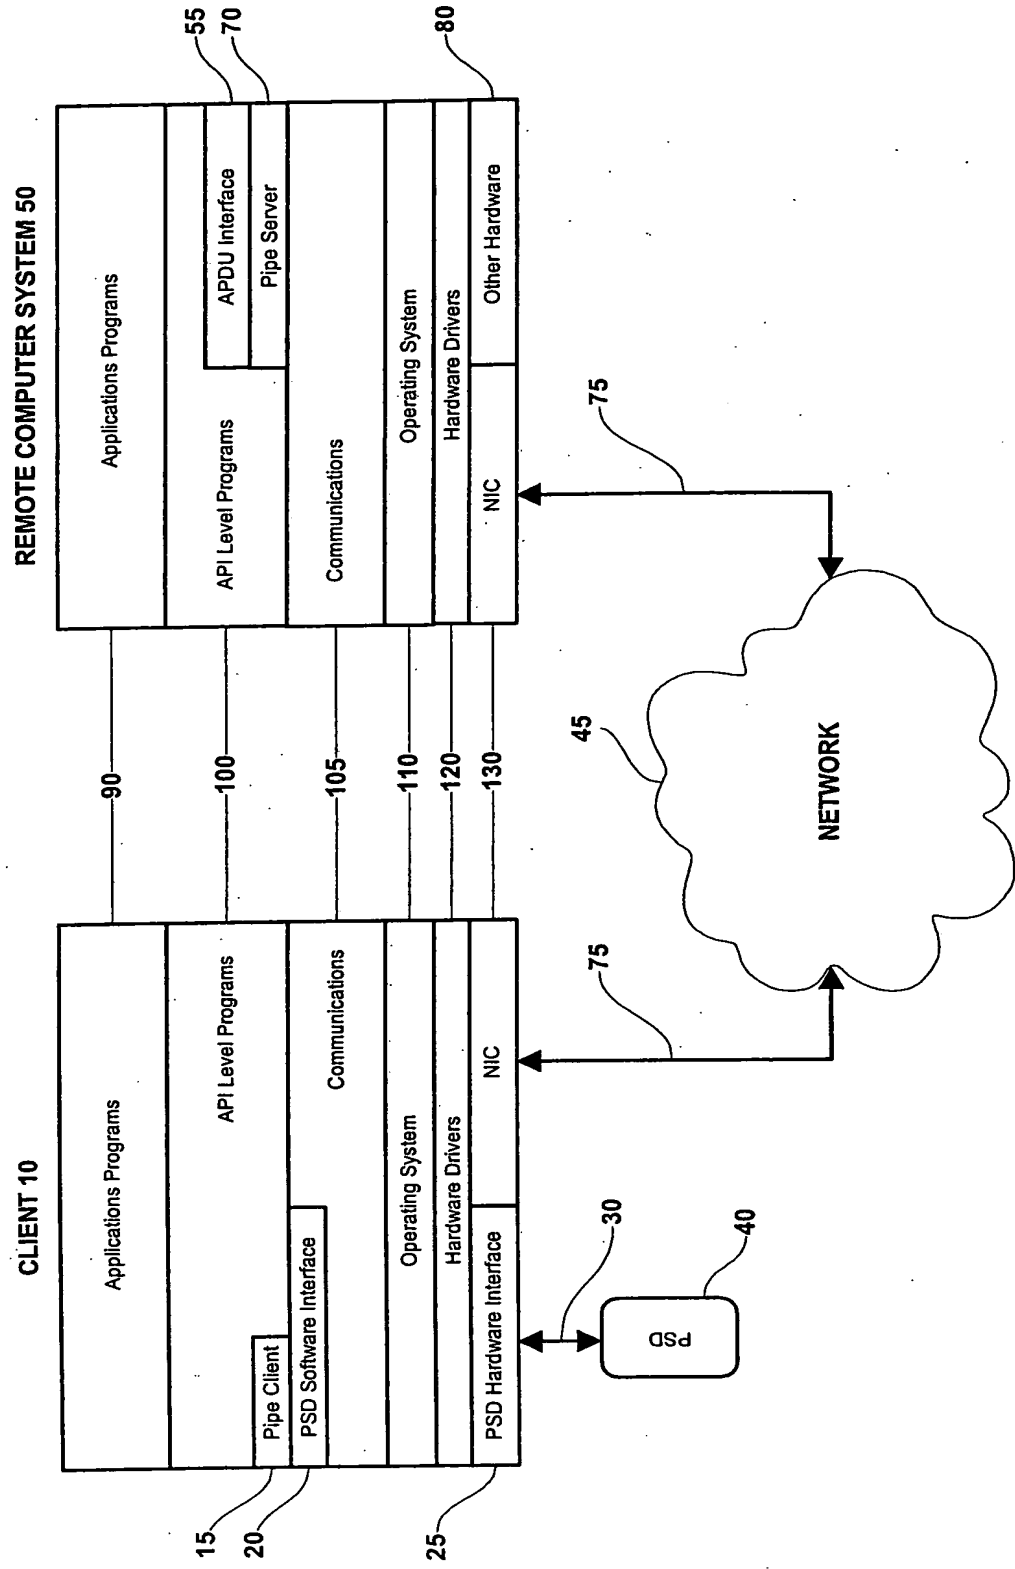 CLIENT 10
REMOTE COMPUTER SYSTEM 50
Applications Programs
90
Applications Programs
API Level Programs
100
API Level Programs
Pipe Client
15
APDU Interface
55
Pipe Server
70
PSD Software Interface
20
Communications
105
Communications
Operating System
110
Operating System
Hardware Drivers
120
Hardware Drivers
PSD Hardware Interface
25
NIC
130
NIC
Other Hardware
80
30
75
75
45
PSD
40
NETWORK